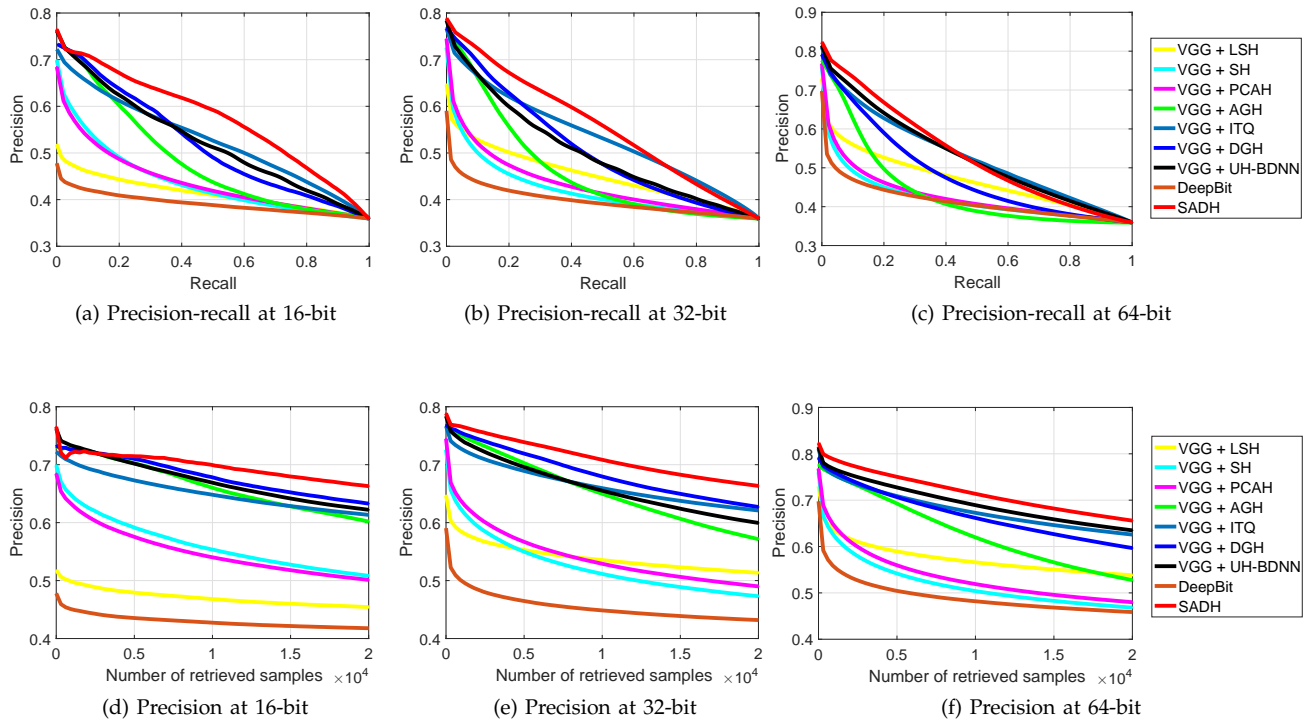 0.8
0.7
0.6
0.5
0.4
0.3
Precision
0 0.2 0.4 0.6 0.8 1
Recall
(a) Precision-recall at 16-bit
0.8
0.7
0.6
0.5
0.4
0.3
Precision
0 0.2 0.4 0.6 0.8 1
Recall
(b) Precision-recall at 32-bit
0.9
0.8
0.7
0.6
0.5
0.4
0.3
Precision
0 0.2 0.4 0.6 0.8 1
Recall
(c) Precision-recall at 64-bit
VGG + LSH
VGG + SH
VGG + PCAH
VGG + AGH
VGG + ITQ
VGG + DGH
VGG + UH-BDNN
DeepBit
SADH
0.8
0.7
0.6
0.5
0.4
Precision
0 0.5 1 1.5 2
Number of retrieved samples ×10⁴
(d) Precision at 16-bit
0.8
0.7
0.6
0.5
0.4
Precision
0 0.5 1 1.5 2
Number of retrieved samples ×10⁴
(e) Precision at 32-bit
0.9
0.8
0.7
0.6
0.5
0.4
Precision
0 0.5 1 1.5 2
Number of retrieved samples ×10⁴
(f) Precision at 64-bit
VGG + LSH
VGG + SH
VGG + PCAH
VGG + AGH
VGG + ITQ
VGG + DGH
VGG + UH-BDNN
DeepBit
SADH